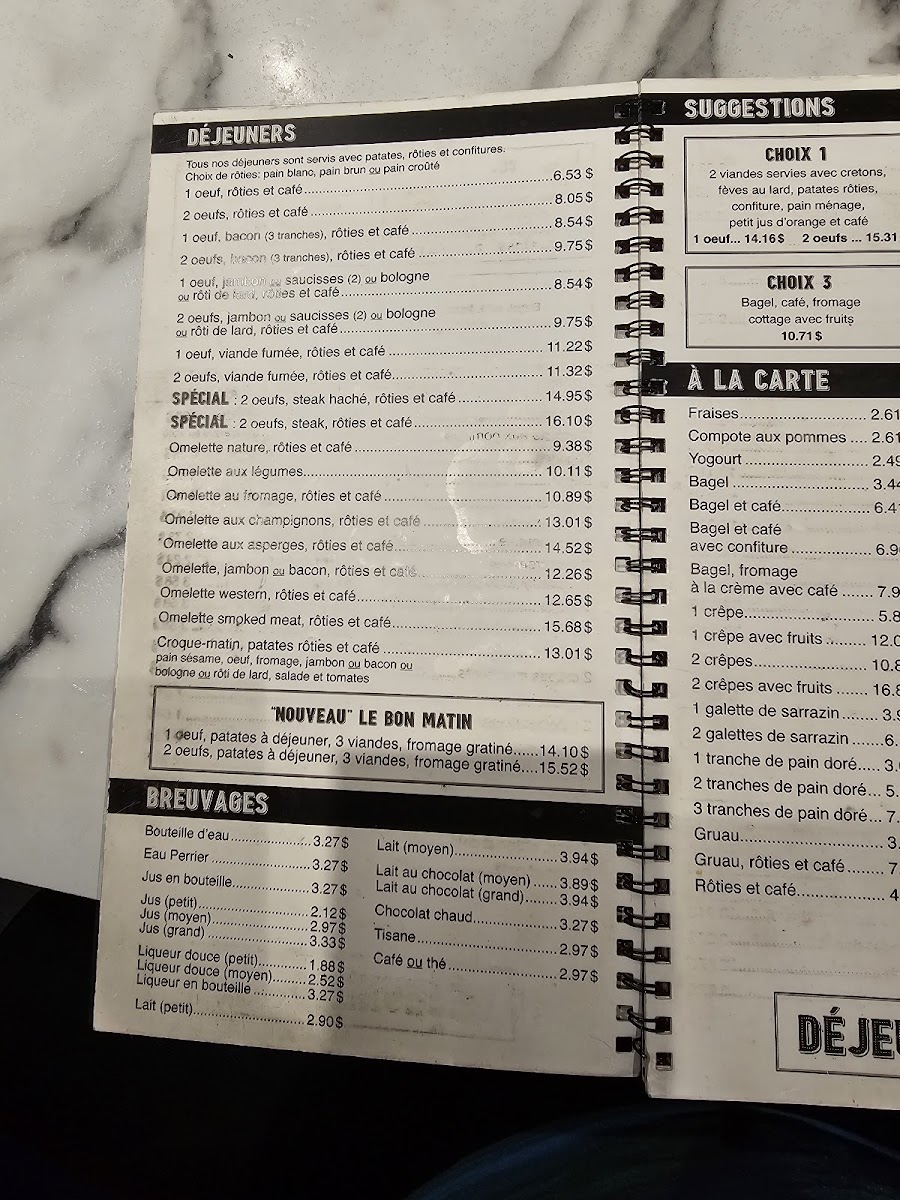 DÉJEUNERS
Tous nos déjeuners sont servis avec patates, rôties et confitures.
Choix de rôties: pain blanc, pain brun ou pain croûté
1 oeuf, rôties et café 6.53 $
2 oeufs, rôties et café 8.05 $
1 oeuf, bacon (3 tranches), rôties et café 8.54 $
2 oeufs, bacon (3 tranches), rôties et café 9.75 $
1 oeuf, jambon ou saucisses (2) ou bologne
ou rôti de lard, rôties et café 8.54 $
2 oeufs, jambon ou saucisses (2) ou bologne
ou rôti de lard, rôties et café 9.75 $
1 oeuf, viande fumée, rôties et café 11.22 $
2 oeufs, viande fumée, rôties et café 11.32 $
SPÉCIAL : 2 oeufs, steak haché, rôties et café 14.95 $
SPÉCIAL : 2 oeufs, steak, rôties et café 16.10 $
Omelette nature, rôties et café 9.38 $
Omelette aux légumes 10.11 $
Omelette au fromage, rôties et café 10.89 $
Omelette aux champignons, rôties et café 13.01 $
Omelette aux asperges, rôties et café 14.52 $
Omelette, jambon ou bacon, rôties et café 12.26 $
Omelette western, rôties et café 12.65 $
Omelette smpked meat, rôties et café 15.68 $
Croque-matin, patates rôties et café 13.01 $
pain sésame, oeuf, fromage, jambon ou bacon ou
bologne ou rôti de lard, salade et tomates
"NOUVEAU" LE BON MATIN
1 oeuf, patates à déjeuner, 3 viandes, fromage gratiné 14.10 $
2 oeufs, patates à déjeuner, 3 viandes, fromage gratiné 15.52 $
BREUVAGES
Bouteille d'eau 3.27 $
Eau Perrier 3.27 $
Jus en bouteille 3.27 $
Jus (petit) 2.12 $
Jus (moyen) 2.97 $
Jus (grand) 3.33 $
Liqueur douce (petit) 1.88 $
Liqueur douce (moyen) 2.52 $
Liqueur en bouteille 3.27 $
Lait (petit) 2.90 $
Lait (moyen) 3.94 $
Lait au chocolat (moyen) 3.89 $
Lait au chocolat (grand) 3.94 $
Chocolat chaud 3.27 $
Tisane 2.97 $
Café ou thé 2.97 $
SUGGESTIONS
CHOIX 1
2 viandes servies avec cretons,
fèves au lard, patates rôties,
confiture, pain ménage,
petit jus d'orange et café
1 oeuf... 14.16 $ 2 oeufs ... 15.31
CHOIX 3
Bagel, café, fromage
cottage avec fruits
10.71 $
À LA CARTE
Fraises 2.61
Compote aux pommes 2.61
Yogourt 2.49
Bagel 3.44
Bagel et café 6.4
Bagel et café
avec confiture 6.9
Bagel, fromage
à la crème avec café 7.9
1 crêpe 5.8
1 crêpe avec fruits 12.0
2 crêpes 10.8
2 crêpes avec fruits 16.8
1 galette de sarrazin 3.9
2 galettes de sarrazin 6.
1 tranche de pain doré 3.
2 tranches de pain doré 5.
3 tranches de pain doré 7.
Gruau 3.
Gruau, rôties et café 7
Rôties et café 4
DÉJEU